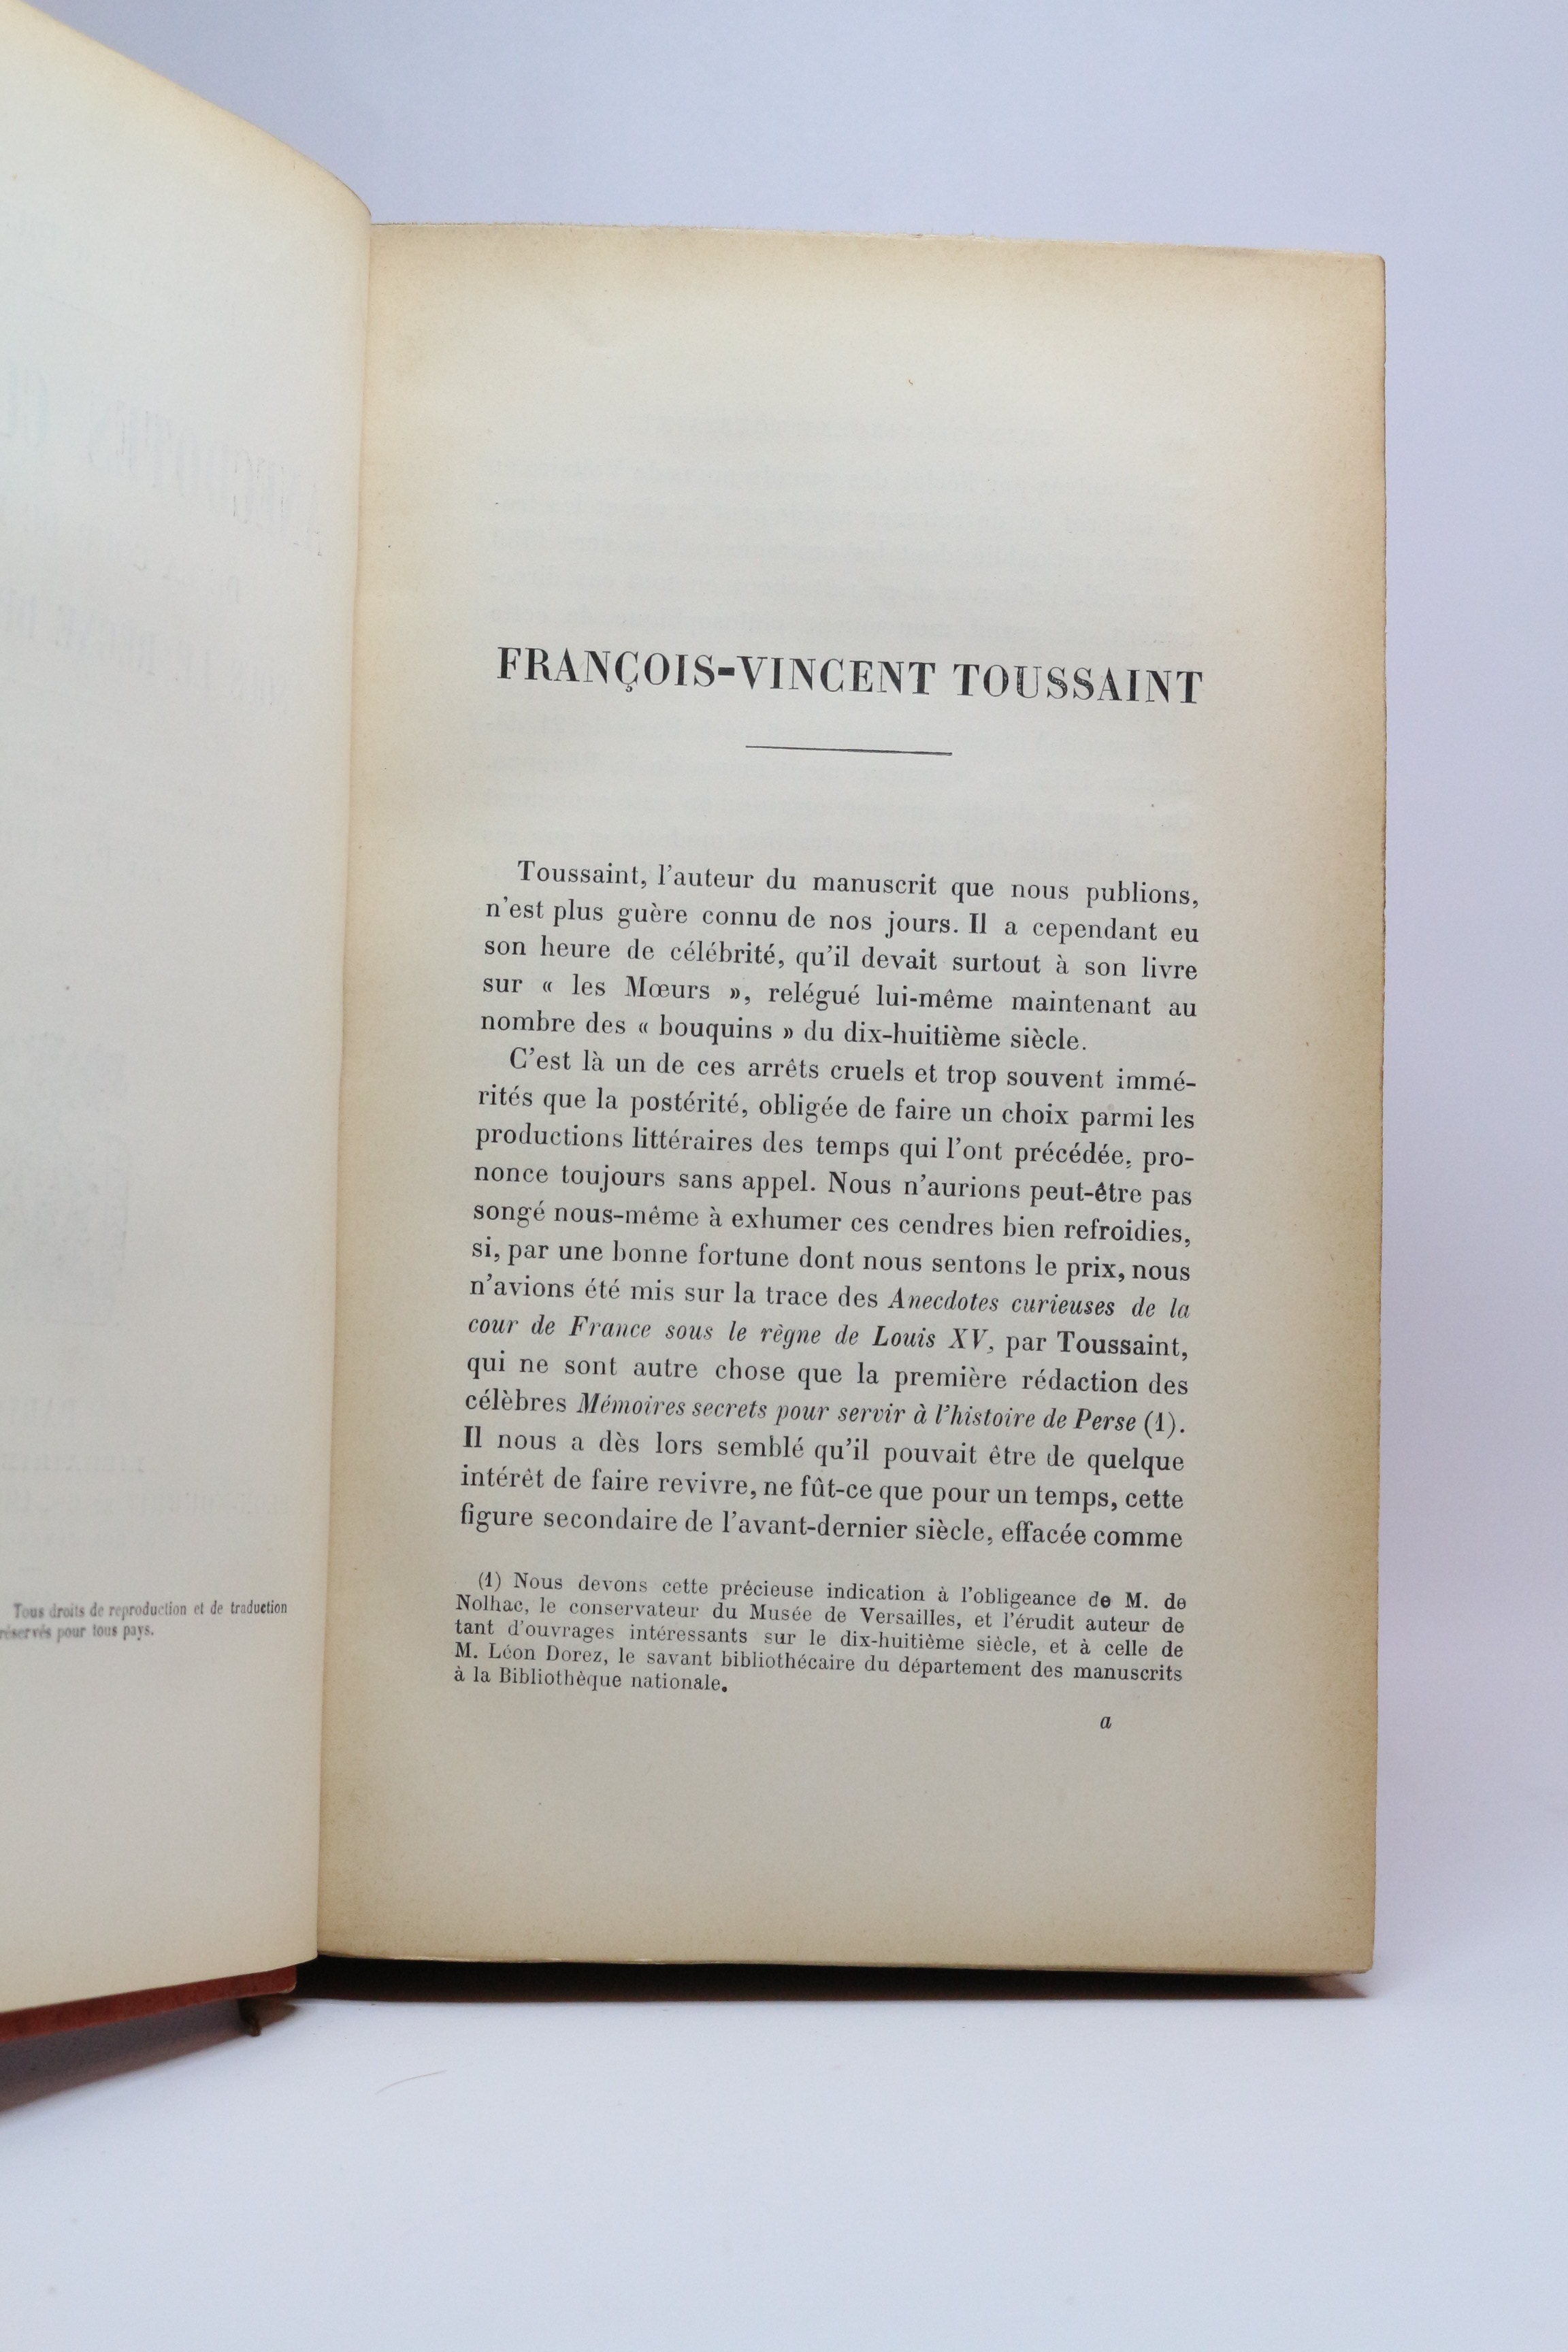 Tous droits de reproduction et de traduction
réservés pour tous pays.
FRANÇOIS-VINCENT TOUSSAINT
Toussaint, l'auteur du manuscrit que nous publions,
n'est plus guère connu de nos jours. Il a cependant eu
son heure de célébrité, qu'il devait surtout à son livre
sur « les Mœurs », relégué lui-même maintenant au
nombre des « bouquins » du dix-huitième siècle.
C'est là un de ces arrêts cruels et trop souvent immé-
rités que la postérité, obligée de faire un choix parmi les
productions littéraires des temps qui l'ont précédée, pro-
nonce toujours sans appel. Nous n'aurions peut-être pas
songé nous-même à exhumer ces cendres bien refroidies,
si, par une bonne fortune dont nous sentons le prix, nous
n'avions été mis sur la trace des Anecdotes curieuses de la
cour de France sous le règne de Louis XV, par Toussaint,
qui ne sont autre chose que la première rédaction des
célèbres Mémoires secrets pour servir à l'histoire de Perse (1).
Il nous a dès lors semblé qu'il pouvait être de quelque
intérêt de faire revivre, ne fût-ce que pour un temps, cette
figure secondaire de l'avant-dernier siècle, effacée comme
(1) Nous devons cette précieuse indication à l'obligeance de M. de
Nolhac, le conservateur du Musée de Versailles, et l'érudit auteur de
tant d'ouvrages intéressants sur le dix-huitième siècle, et à celle de
M. Léon Dorez, le savant bibliothécaire du département des manuscrits
à la Bibliothèque nationale.
a